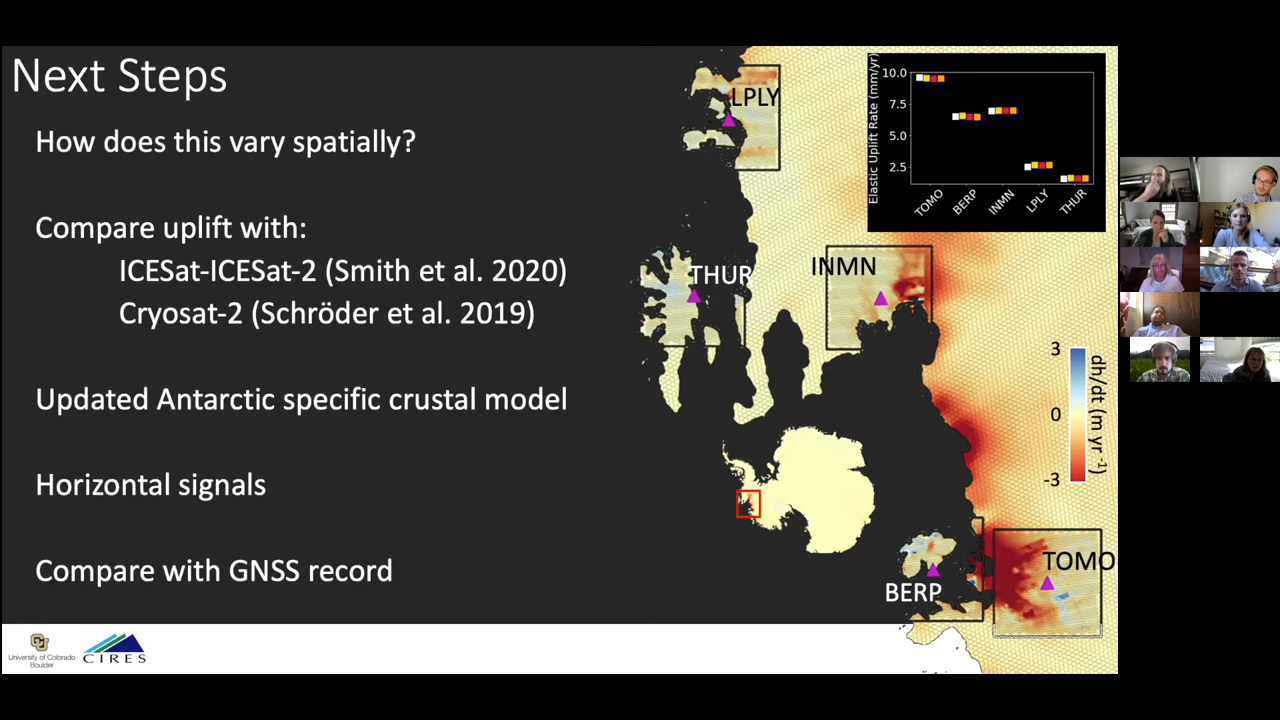 Next Steps
How does this vary spatially?
Compare uplift with:
ICESat-ICESat-2 (Smith et al. 2020)
Cryosat-2 (Schröder et al. 2019)
Updated Antarctic specific crustal model
Horizontal signals
Compare with GNSS record
University of Colorado
Boulder
CIRES
LPLY
THUR
INMN
BERP
TOMO
Elastic Uplift Rate (mm/yr)
10.0
7.5
5.0
2.5
TOMO
BERP
INMN
LPLY
THUR
3
0
-3
dh/dt (m yr⁻¹)